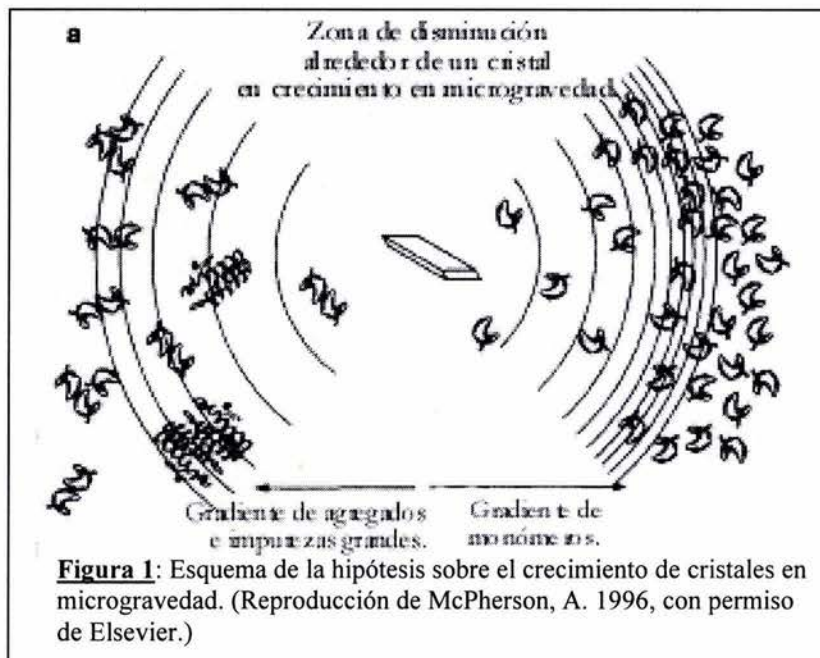 a
Zona de disminución
alrededor de un cristal
en crecimiento en microgravedad.
Gradiente de agregados
e impurezas grandes.
Gradiente de
monómeros.
Figura 1: Esquema de la hipótesis sobre el crecimiento de cristales en
microgravedad. (Reproducción de McPherson, A. 1996, con permiso
de Elsevier.)